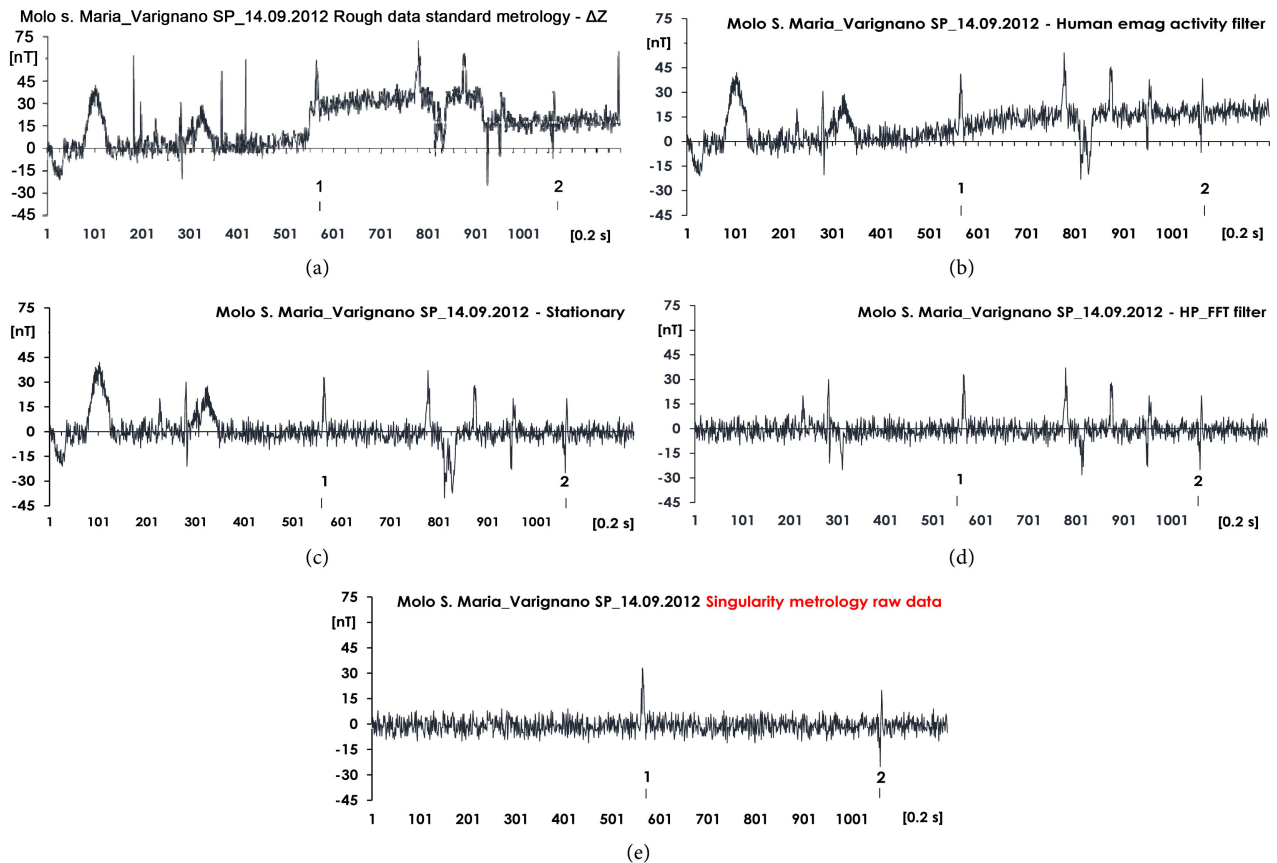 Molo s. Maria_Varignano SP_14.09.2012 Rough data standard metrology - ΔZ
75
[nT]
60
45
30
15
0
-15
-30
-45
1
2
1 101 201 301 401 501 601 701 801 901 1001 [0.2 s]
(a)
Molo S. Maria_Varignano SP_14.09.2012 - Human emag activity filter
75
[nT]
60
45
30
15
0
-15
-30
-45
1
2
1 101 201 301 401 501 601 701 801 901 1001 [0.2 s]
(b)
Molo S. Maria_Varignano SP_14.09.2012 - Stationary
75
[nT]
60
45
30
15
0
-15
-30
-45
1
2
1 101 201 301 401 501 601 701 801 901 1001 [0.2 s]
(c)
Molo S. Maria_Varignano SP_14.09.2012 - HP_FFT filter
75
[nT]
60
45
30
15
0
-15
-30
-45
1
2
1 101 201 301 401 501 601 701 801 901 1001 [0.2 s]
(d)
Molo S. Maria_Varignano SP_14.09.2012 Singularity metrology raw data
75
[nT]
60
45
30
15
0
-15
-30
-45
1
2
1 101 201 301 401 501 601 701 801 901 1001 [0.2 s]
(e)